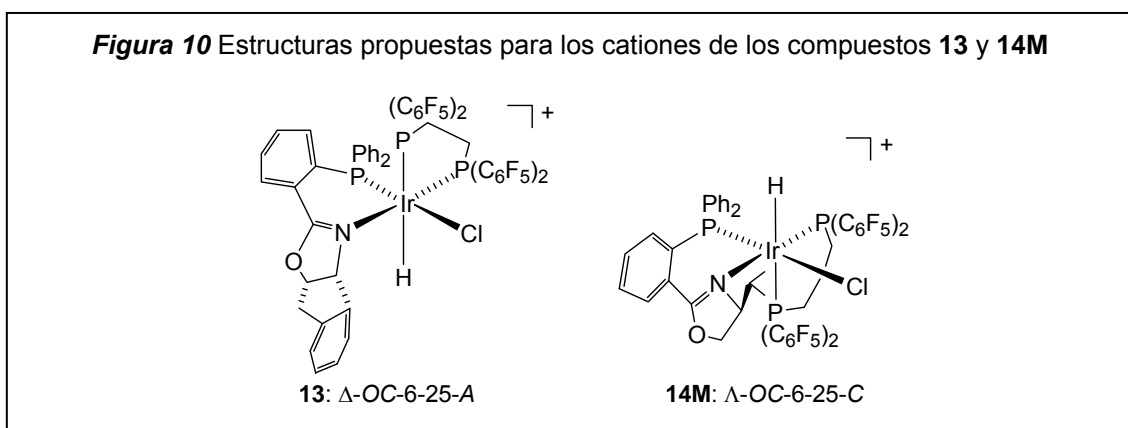 Figura 10 Estructuras propuestas para los cationes de los compuestos 13 y 14M
(C6F5)2
+
P
Ph2
P
P(C6F5)2
Ir
N
Cl
O
H
+
H
Ph2
P
P(C6F5)2
Ir
N
Cl
P
O
(C6F5)2
13: Δ-OC-6-25-A
14M: Λ-OC-6-25-C